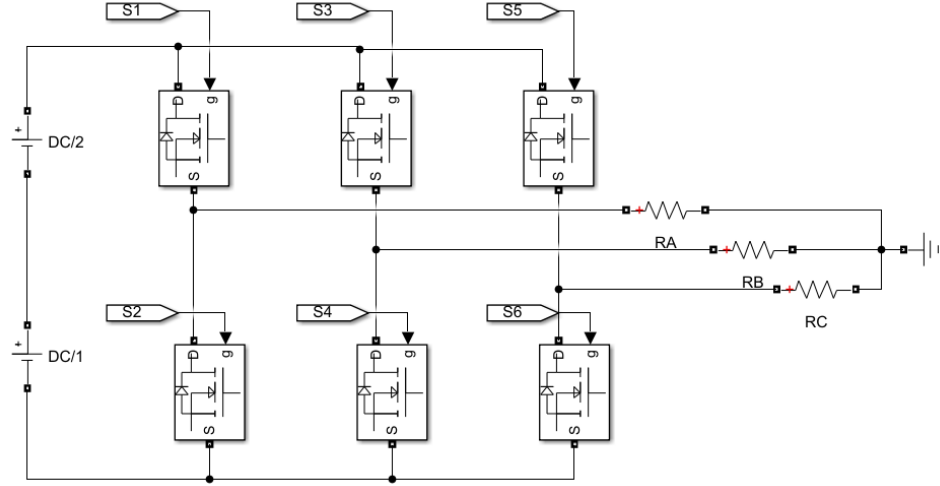 S1
S3
S5
D
g
D
g
D
g
+
DC/2
S
S
S
+
RA
+
RB
+
RC
S2
S4
S6
+
DC/1
D
g
D
g
D
g
S
S
S